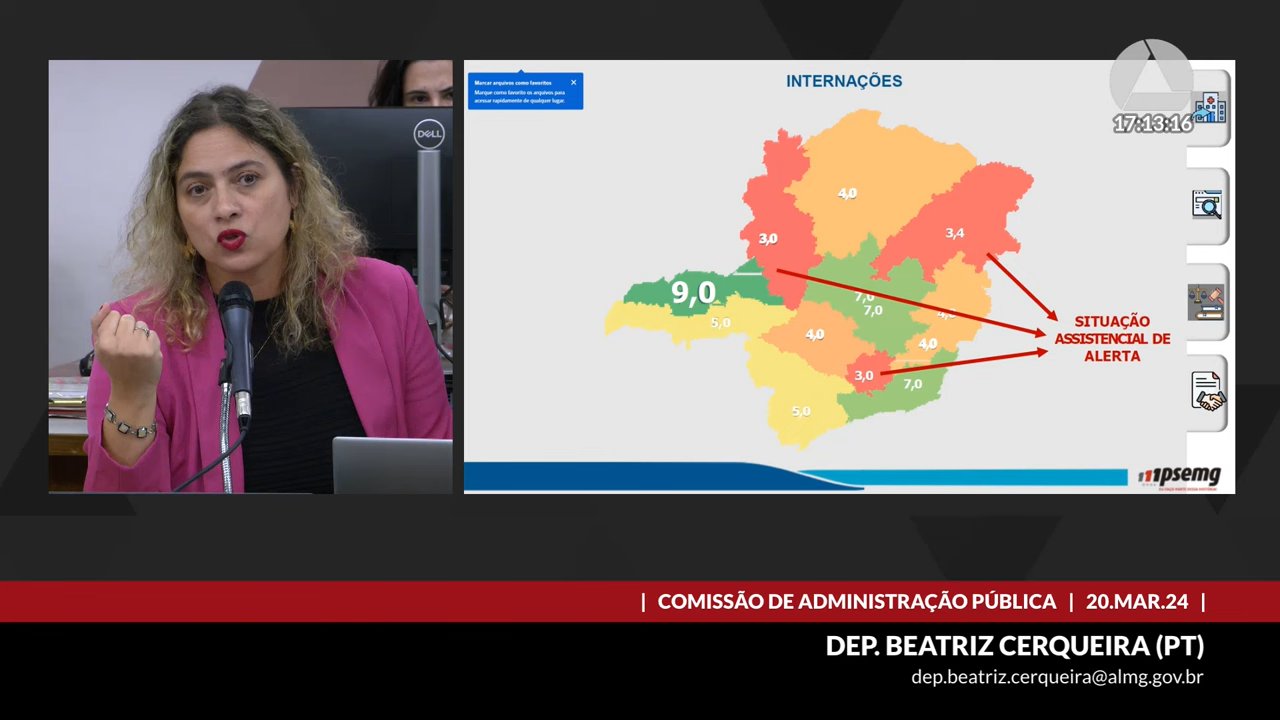 Marcar arquivos como favoritos
Marque como favorito os arquivos para
acessar rapidamente de qualquer lugar.
INTERNAÇÕES
17:13:16
DELL
4,0
3,0
3,4
9,0
5,0
7,0
7,0
4,0
4,0
3,0
7,0
5,0
SITUAÇÃO
ASSISTENCIAL DE
ALERTA
Ipsemg
| COMISSÃO DE ADMINISTRAÇÃO PÚBLICA | 20.MAR.24 |
DEP. BEATRIZ CERQUEIRA (PT)
dep.beatriz.cerqueira@almg.gov.br